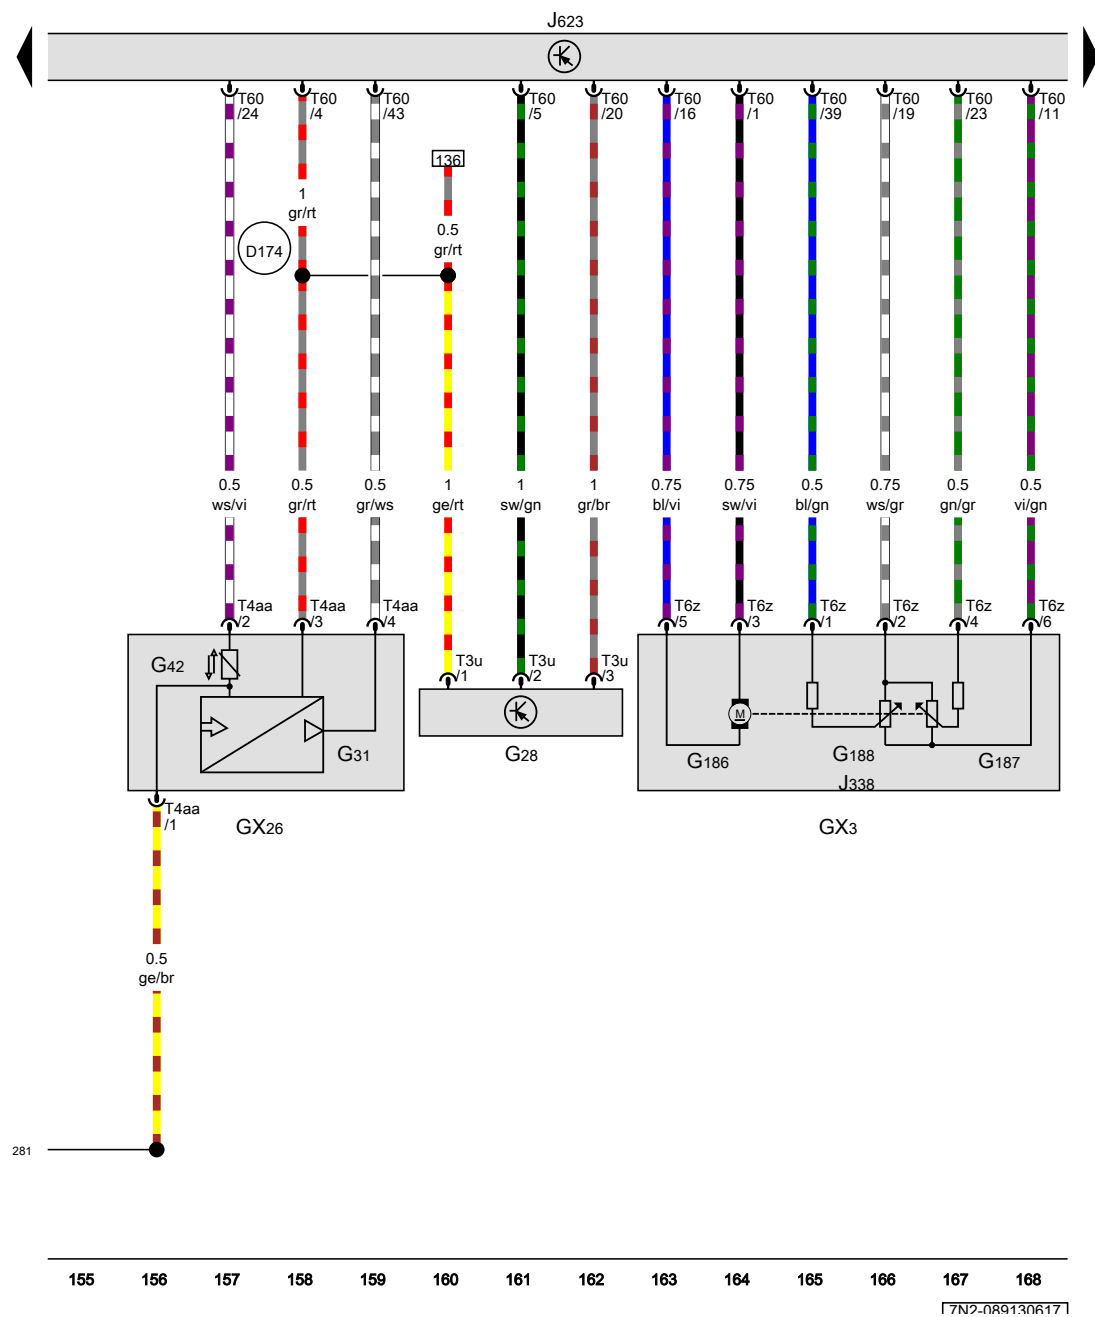 J623
T60 T60 T60 T60 T60 T60 T60 T60 T60 T60 T60
/24 /4 /43 /5 /20 /16 /1 /39 /19 /23 /11
136
1
gr/rt
0.5
gr/rt
D174
0.5 0.5 0.5 1 1 1 0.75 0.75 0.5 0.75 0.5 0.5
ws/vi gr/rt gr/ws ge/rt sw/gn gr/br bl/vi sw/vi bl/gn ws/gr gn/gr vi/gn
T4aa T4aa T4aa T6z T6z T6z T6z T6z T6z
/2 /3 /4 /5 /3 /1 /2 /4 /6
T3u T3u T3u
/1 /2 /3
G42
M
G31 G28 G186 G188 G187
J338
T4aa
/1
GX26 GX3
0.5
ge/br
281
155 156 157 158 159 160 161 162 163 164 165 166 167 168
7N2-089130617